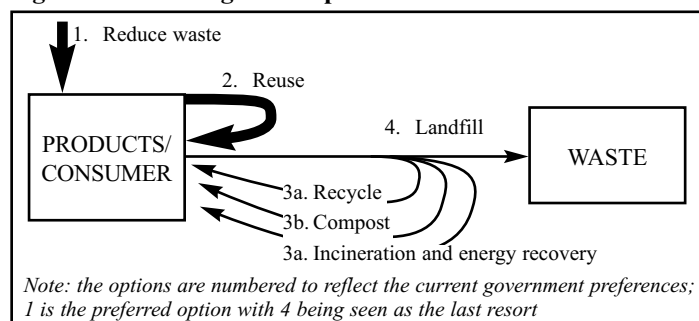 1. Reduce waste
2. Reuse
4. Landfill
PRODUCTS/
CONSUMER
WASTE
3a. Recycle
3b. Compost
3a. Incineration and energy recovery
Note: the options are numbered to reflect the current government preferences;
1 is the preferred option with 4 being seen as the last resort